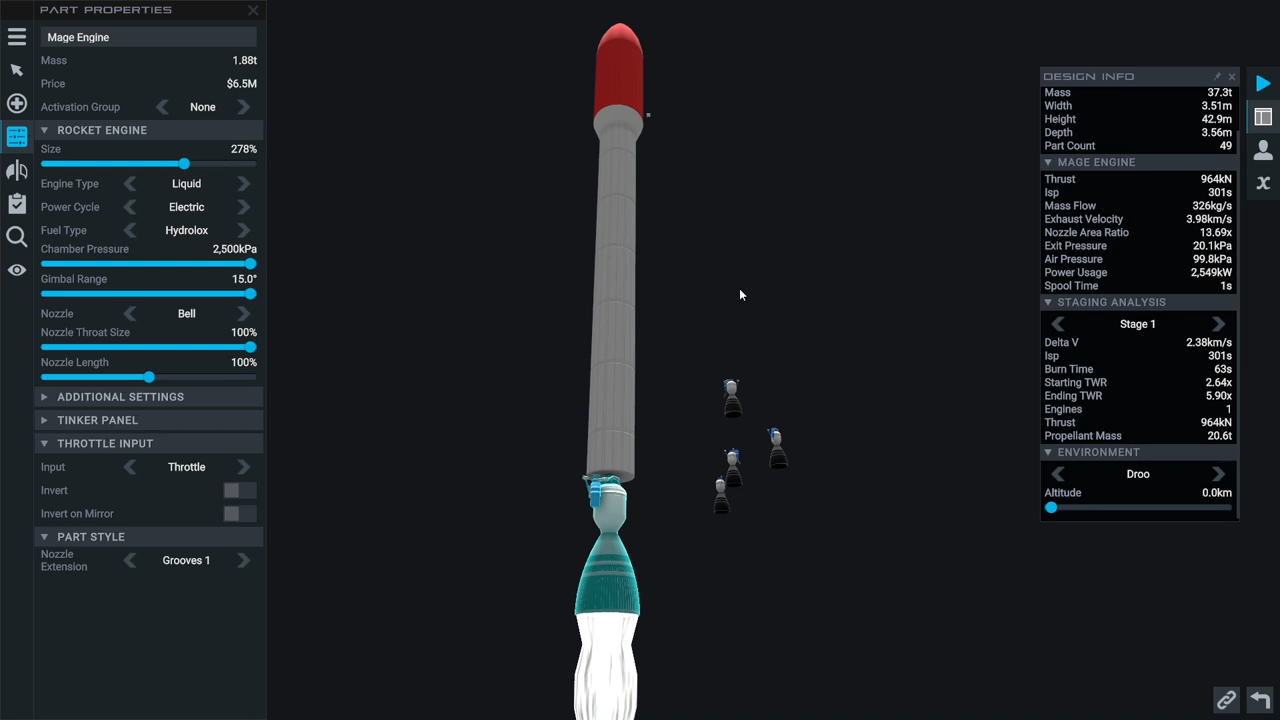 PART PROPERTIES
Mage Engine
Mass 1.88t
Price $6.5M
Activation Group None
ROCKET ENGINE
Size 278%
Engine Type Liquid
Power Cycle Electric
Fuel Type Hydrolox
Chamber Pressure 2,500kPa
Gimbal Range 15.0°
Nozzle Bell
Nozzle Throat Size 100%
Nozzle Length 100%
ADDITIONAL SETTINGS
TINKER PANEL
THROTTLE INPUT
Input Throttle
Invert
Invert on Mirror
PART STYLE
Nozzle
Extension Grooves 1
DESIGN INFO
Mass 37.3t
Width 3.51m
Height 42.9m
Depth 3.56m
Part Count 49
MAGE ENGINE
Thrust 964kN
Isp 301s
Mass Flow 326kg/s
Exhaust Velocity 3.98km/s
Nozzle Area Ratio 13.69x
Exit Pressure 20.1kPa
Air Pressure 99.8kPa
Power Usage 2,549kW
Spool Time 1s
STAGING ANALYSIS
Stage 1
Delta V 2.38km/s
Isp 301s
Burn Time 63s
Starting TWR 2.64x
Ending TWR 5.90x
Engines 1
Thrust 964kN
Propellant Mass 20.6t
ENVIRONMENT
Droo
Altitude 0.0km